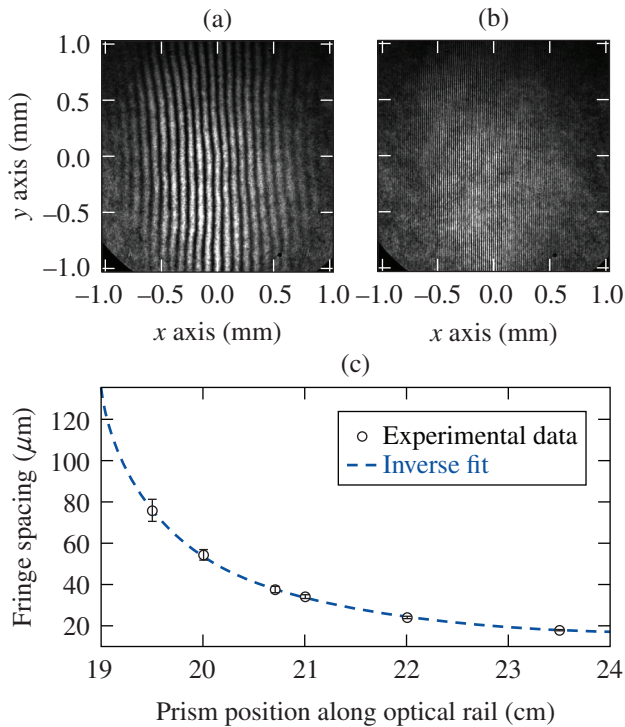 (a)
(b)
1.0
0.5
0.0
–0.5
–1.0
y axis (mm)
–1.0 –0.5 0.0 0.5 1.0
–1.0 –0.5 0.0 0.5 1.0
x axis (mm)
x axis (mm)
(c)
Fringe spacing (μm)
120
100
80
60
40
20
Experimental data
Inverse fit
19 20 21 22 23 24
Prism position along optical rail (cm)